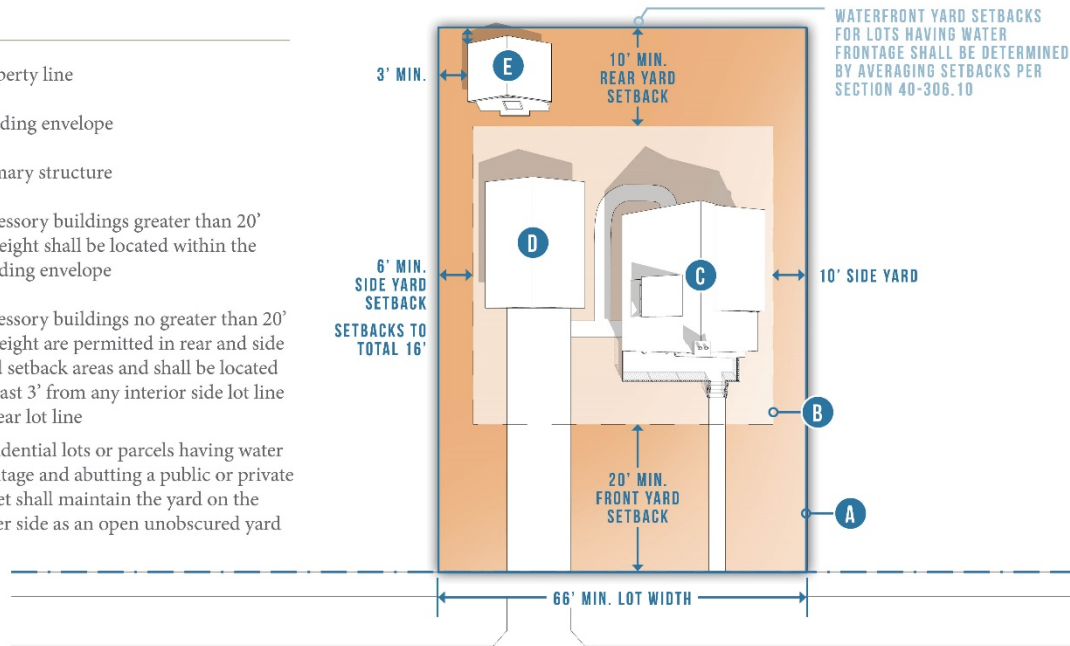 perty line
ding envelope
mary structure
essory buildings greater than 20’
eight shall be located within the
ding envelope
essory buildings no greater than 20’
eight are permitted in rear and side
d setback areas and shall be located
ast 3’ from any interior side lot line
ear lot line
dential lots or parcels having water
tage and abutting a public or private
et shall maintain the yard on the
er side as an open unobscured yard
WATERFRONT YARD SETBACKS
FOR LOTS HAVING WATER
FRONTAGE SHALL BE DETERMINED
BY AVERAGING SETBACKS PER
SECTION 40-306.10
3’ MIN.
E
10’ MIN.
REAR YARD
SETBACK
D
C
6’ MIN.
SIDE YARD
SETBACK
SETBACKS TO
TOTAL 16’
10’ SIDE YARD
B
20’ MIN.
FRONT YARD
SETBACK
A
66’ MIN. LOT WIDTH